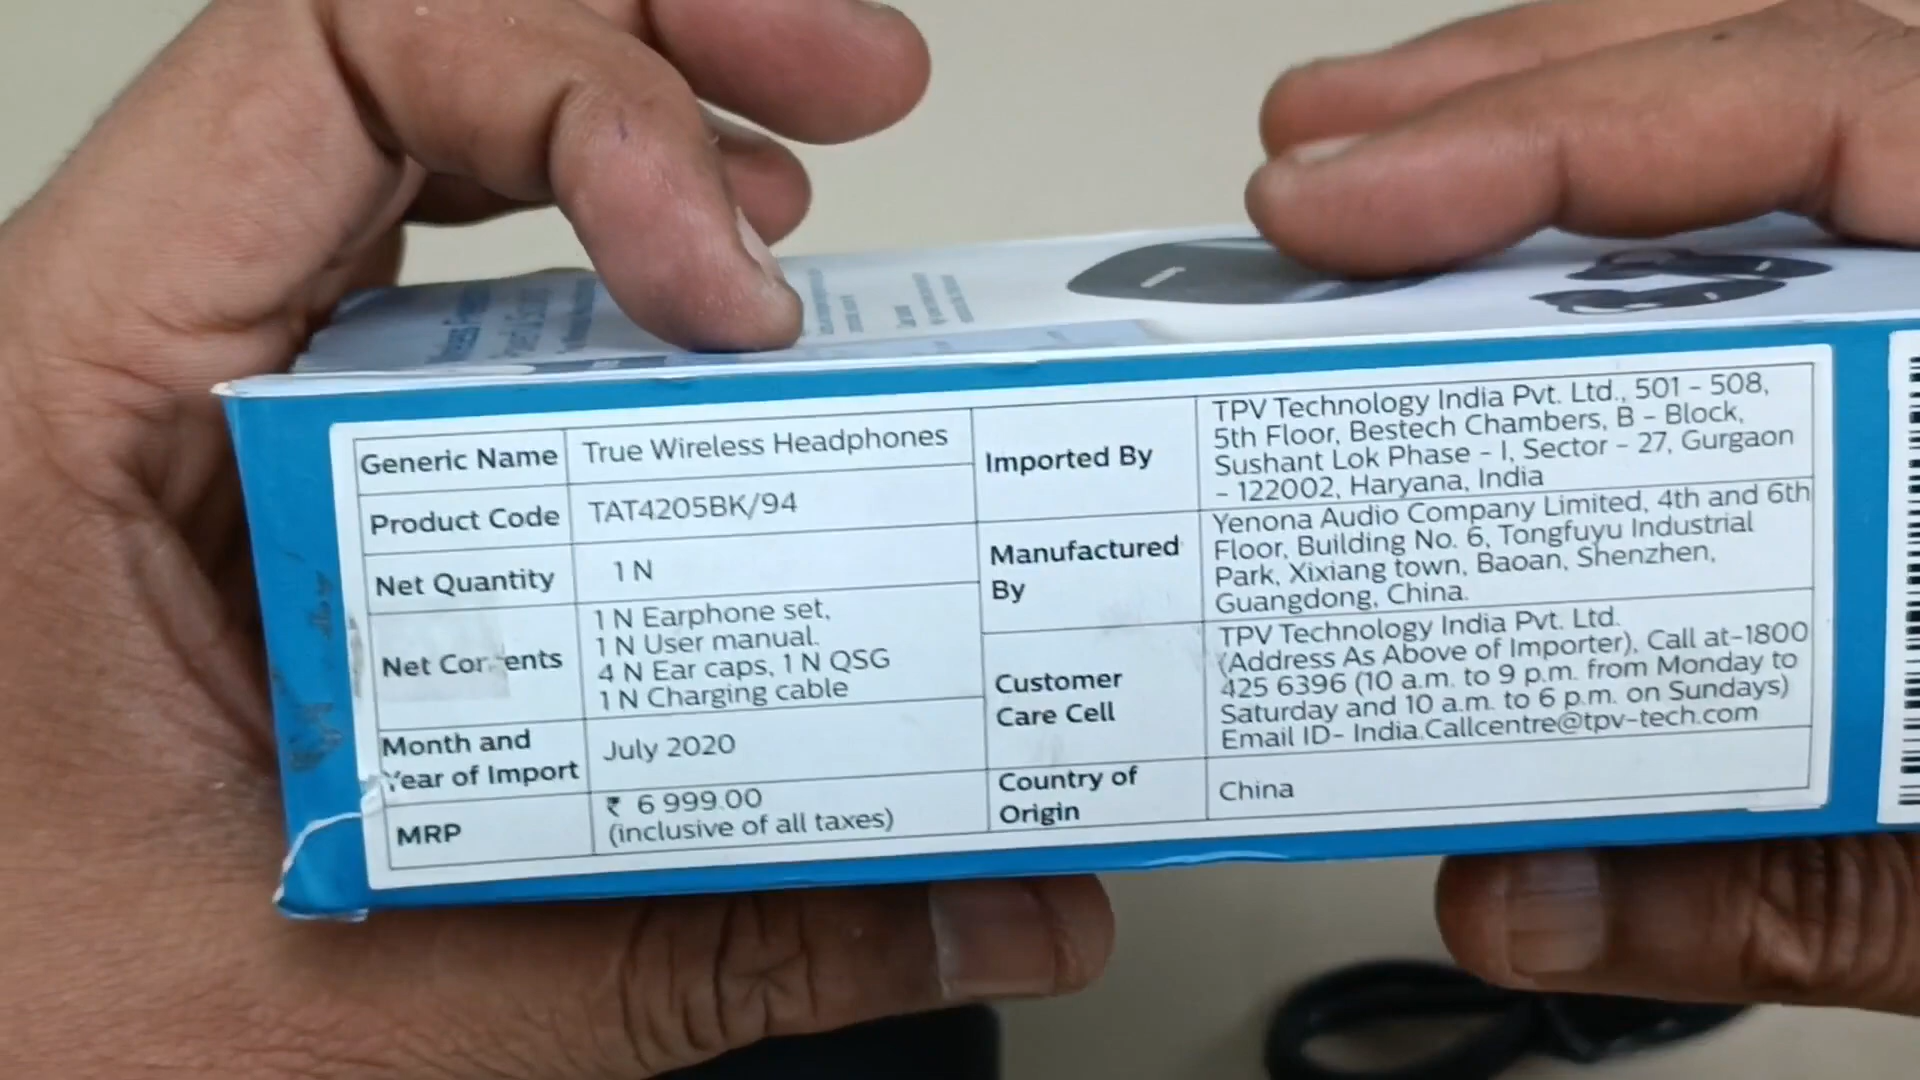 Generic Name
True Wireless Headphones
Product Code
TAT4205BK/94
Net Quantity
1 N
Net Contents
1 N Earphone set,
1 N User manual.
4 N Ear caps, 1 N QSG
1 N Charging cable
Month and
Year of Import
July 2020
MRP
₹ 6 999.00
(inclusive of all taxes)
Imported By
TPV Technology India Pvt. Ltd., 501 - 508,
5th Floor, Bestech Chambers, B - Block,
Sushant Lok Phase - I, Sector - 27, Gurgaon
- 122002, Haryana, India
Manufactured
By
Yenona Audio Company Limited, 4th and 6th
Floor, Building No. 6, Tongfuyu Industrial
Park, Xixiang town, Baoan, Shenzhen,
Guangdong, China.
Customer
Care Cell
TPV Technology India Pvt. Ltd.
(Address As Above of Importer), Call at-1800
425 6396 (10 a.m. to 9 p.m. from Monday to
Saturday and 10 a.m. to 6 p.m. on Sundays)
Email ID- India.Callcentre@tpv-tech.com
Country of
Origin
China